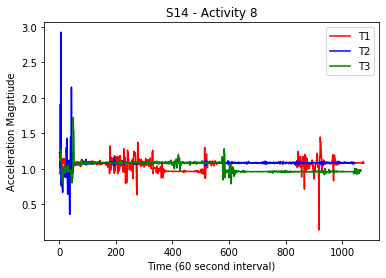 S14 - Activity 8
T1
T2
T3
Acceleration Magntiude
3.0
2.5
2.0
1.5
1.0
0.5
0
200
400
600
800
1000
Time (60 second interval)